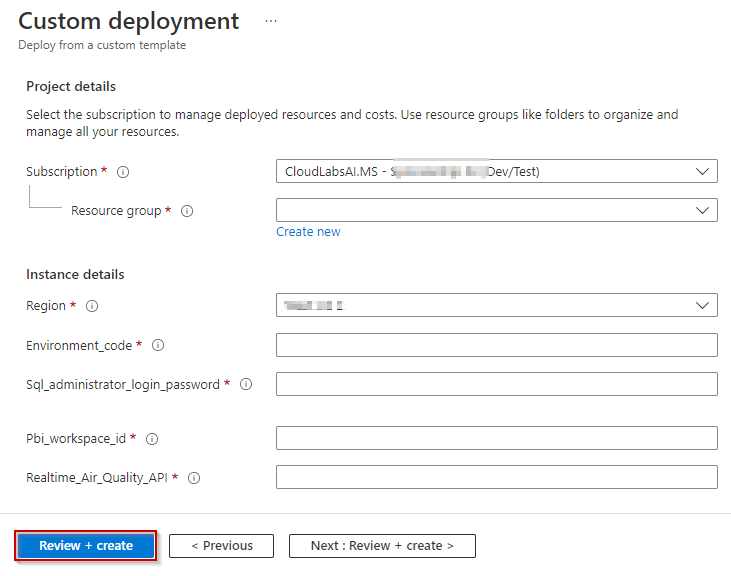 Custom deployment ...
Deploy from a custom template
Project details
Select the subscription to manage deployed resources and costs. Use resource groups like folders to organize and
manage all your resources.
Subscription *
CloudLabsAI.MS - Dev/Test)
Resource group *
Create new
Instance details
Region *
Environment_code *
Sql_administrator_login_password *
Pbi_workspace_id *
Realtime_Air_Quality_API *
Review + create
< Previous
Next : Review + create >